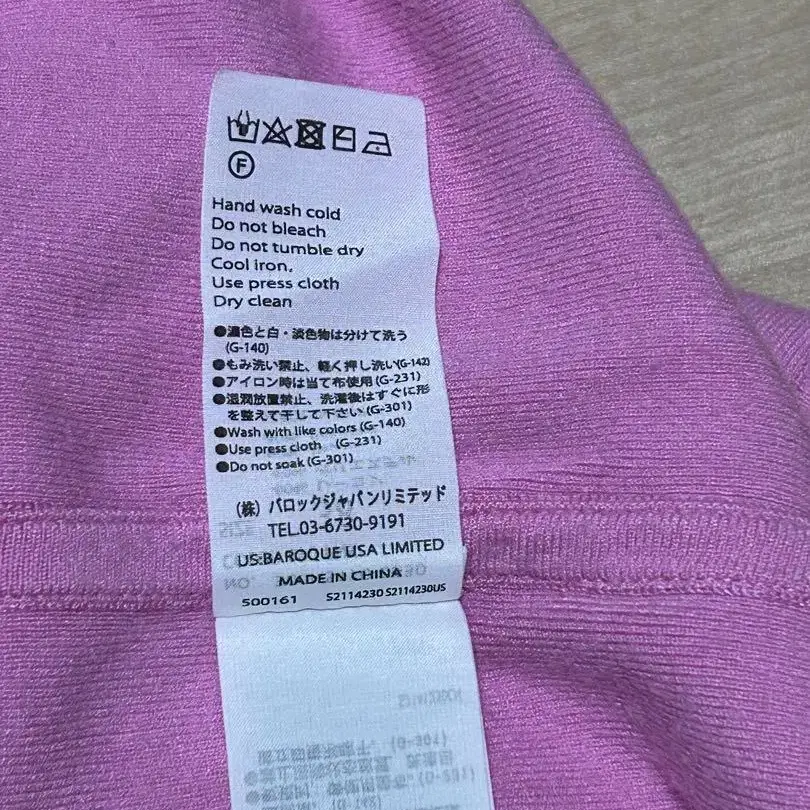 F
Hand wash cold
Do not bleach
Do not tumble dry
Cool iron.
Use press cloth
Dry clean
●濃色と白・淡色物は分けて洗う
(G-140)
●もみ洗い禁止、軽く押し洗い(G-142)
●アイロン時は当て布使用(G-231)
●湿潤放置禁止、洗濯後はすぐに形
を整えて干して下さい(G-301)
●Wash with like colors (G-140)
●Use press cloth (G-231)
●Do not soak (G-301)
(株) バロックジャパンリミテッド
TEL.03-6730-9191
US:BAROQUE USA LIMITED
MADE IN CHINA
500161 S2114230 S2114230US